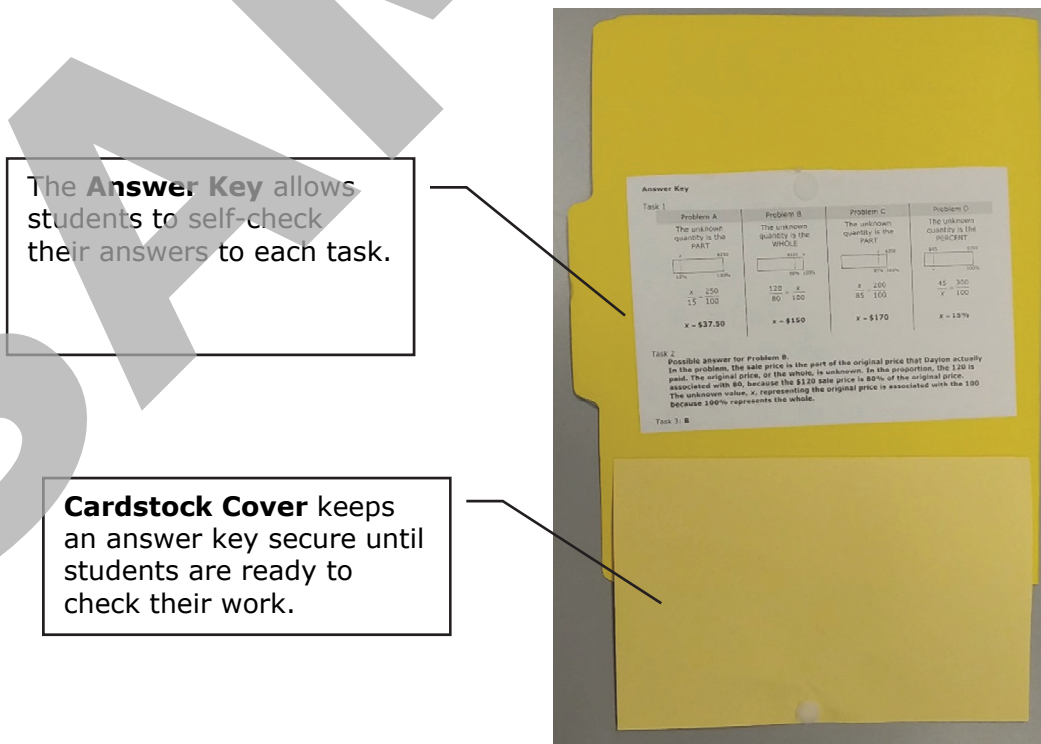 The Answer Key allows
students to self-check
their answers to each task.
Cardstock Cover keeps
an answer key secure until
students are ready to
check their work.
Answer Key
Task 1
Problem A Problem B Problem C Problem D
The unknown The unknown The unknown The unknown
quantity is the quantity is the quantity is the quantity is the
PART WHOLE PART PERCENT
x 250 120 x x 200 45 300
15 100 80 100 85 100 x 100
x = $37.50 x = $150 x = $170 x = 15%
Task 2
Possible answer for Problem B.
In the problem, the sale price is the part of the original price that Daylon actually
paid. The original price, or the whole, is unknown. In the proportion, the 120 is
associated with 80, because the $120 sale price is 80% of the original price.
The unknown value, x, representing the original price is associated with the 100
because 100% represents the whole.
Task 3: B